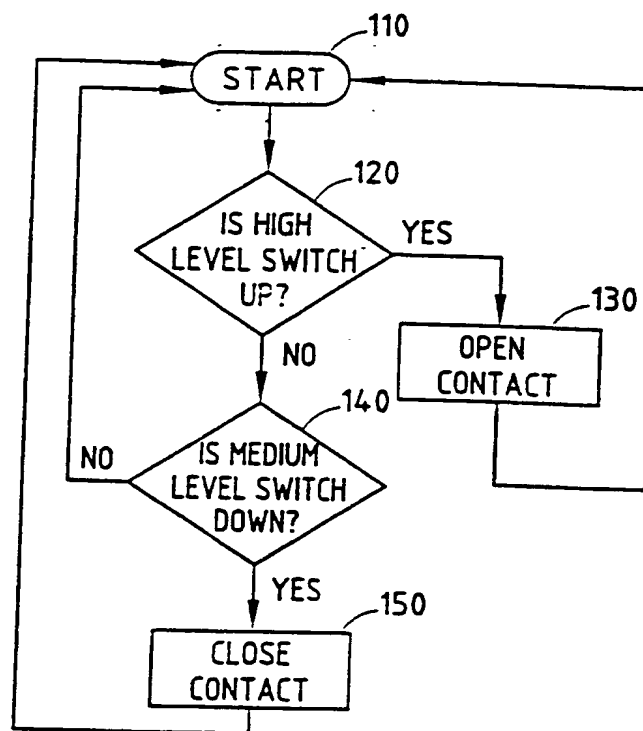 110
START
120
IS HIGH
LEVEL SWITCH
UP?
YES
130
OPEN
CONTACT
NO
140
IS MEDIUM
LEVEL SWITCH
DOWN?
NO
YES
150
CLOSE
CONTACT